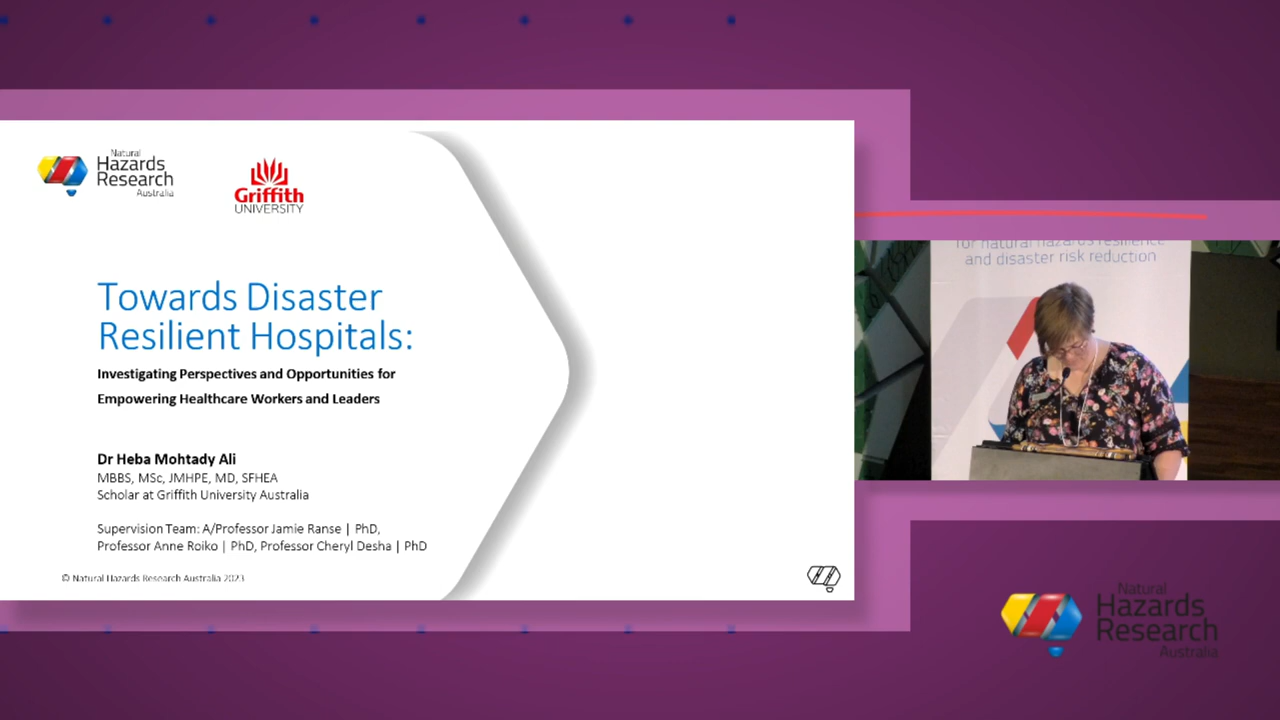 Natural
Hazards
Research
Australia
Griffith
UNIVERSITY
Towards Disaster
Resilient Hospitals:
Investigating Perspectives and Opportunities for
Empowering Healthcare Workers and Leaders
Dr Heba Mohtady Ali
MBBS, MSc, JMHPE, MD, SFHEA
Scholar at Griffith University Australia
Supervision Team: A/Professor Jamie Ranse | PhD,
Professor Anne Roiko | PhD, Professor Cheryl Desha | PhD
© Natural Hazards Research Australia 2023
for natural hazards resilience
and disaster risk reduction
Natural
Hazards
Research
Australia